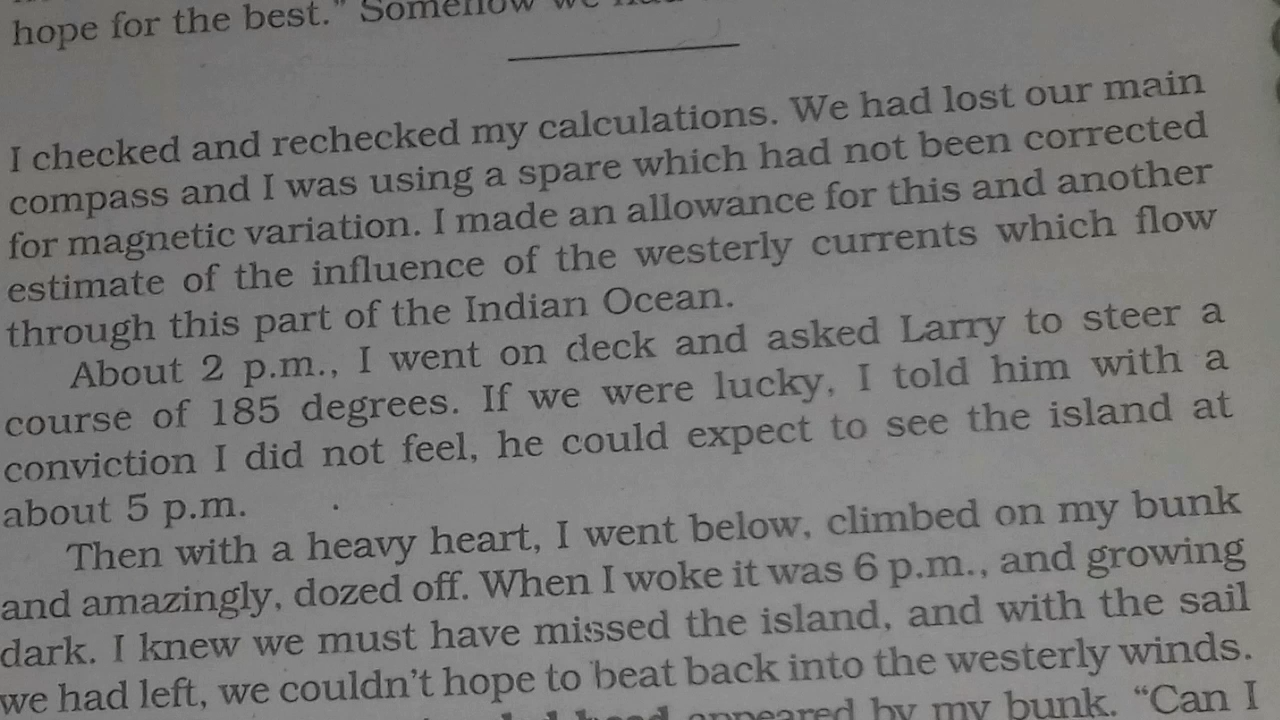 hope for the best." Somehow we had
I checked and rechecked my calculations. We had lost our main
compass and I was using a spare which had not been corrected
for magnetic variation. I made an allowance for this and another
estimate of the influence of the westerly currents which flow
through this part of the Indian Ocean.
About 2 p.m., I went on deck and asked Larry to steer a
course of 185 degrees. If we were lucky, I told him with a
conviction I did not feel, he could expect to see the island at
about 5 p.m.
Then with a heavy heart, I went below, climbed on my bunk
and amazingly, dozed off. When I woke it was 6 p.m., and growing
dark. I knew we must have missed the island, and with the sail
we had left, we couldn't hope to beat back into the westerly winds.
head appeared by my bunk. "Can I